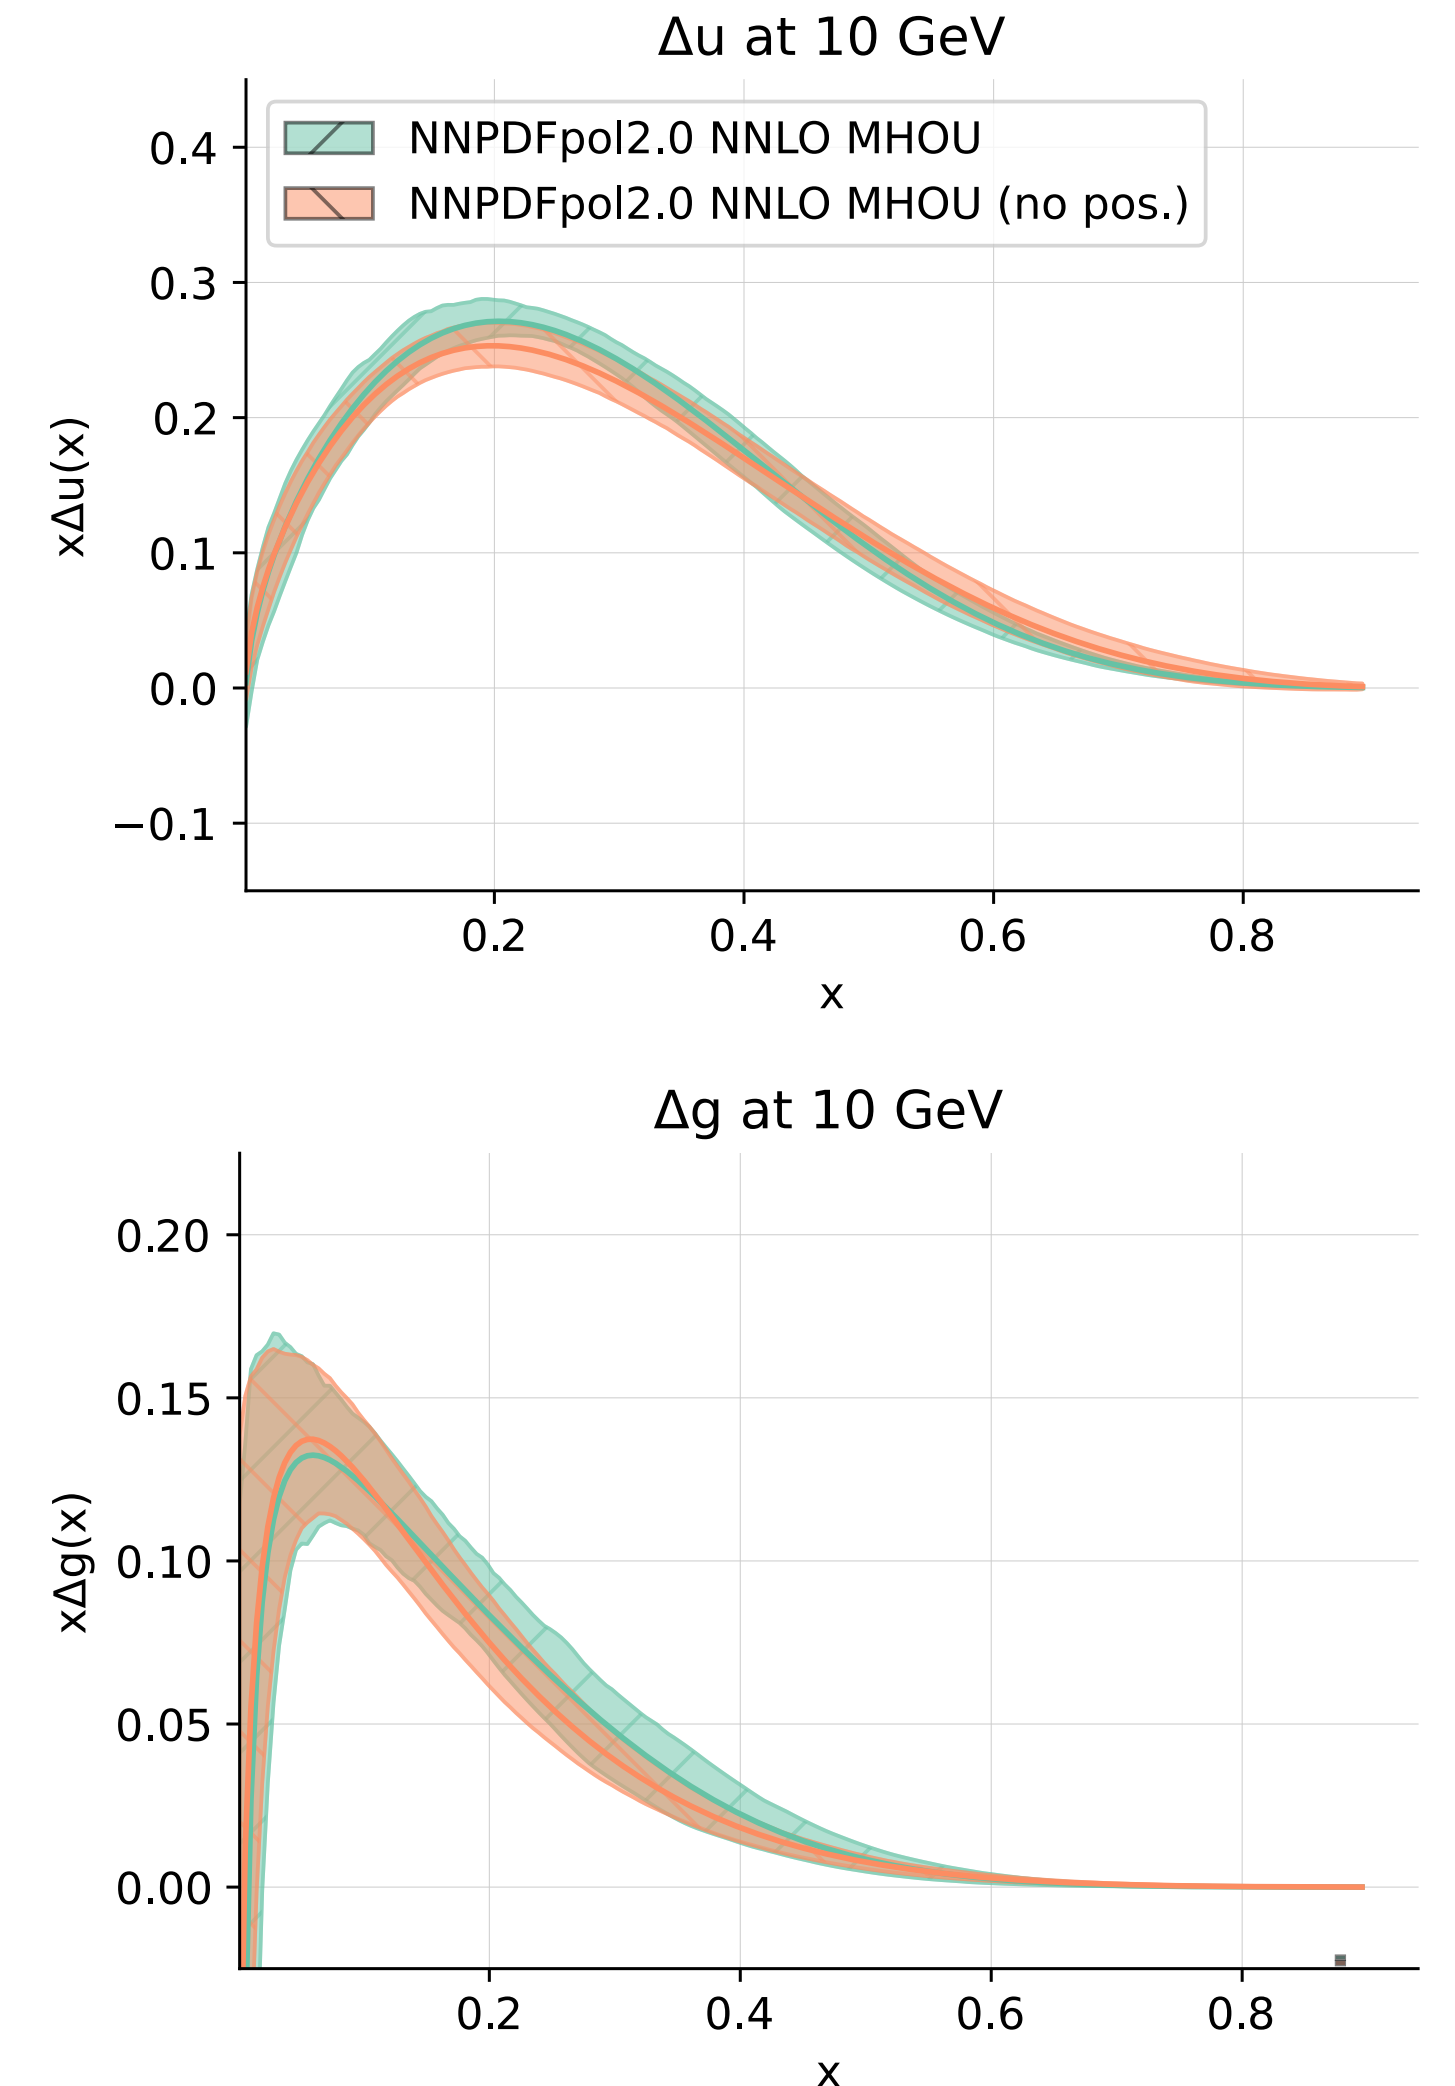 Δu at 10 GeV
NNPDFpol2.0 NNLO MHOU
NNPDFpol2.0 NNLO MHOU (no pos.)
0.4
0.3
0.2
0.1
0.0
−0.1
xΔu(x)
0.2 0.4 0.6 0.8
x
Δg at 10 GeV
0.20
0.15
0.10
0.05
0.00
xΔg(x)
0.2 0.4 0.6 0.8
x